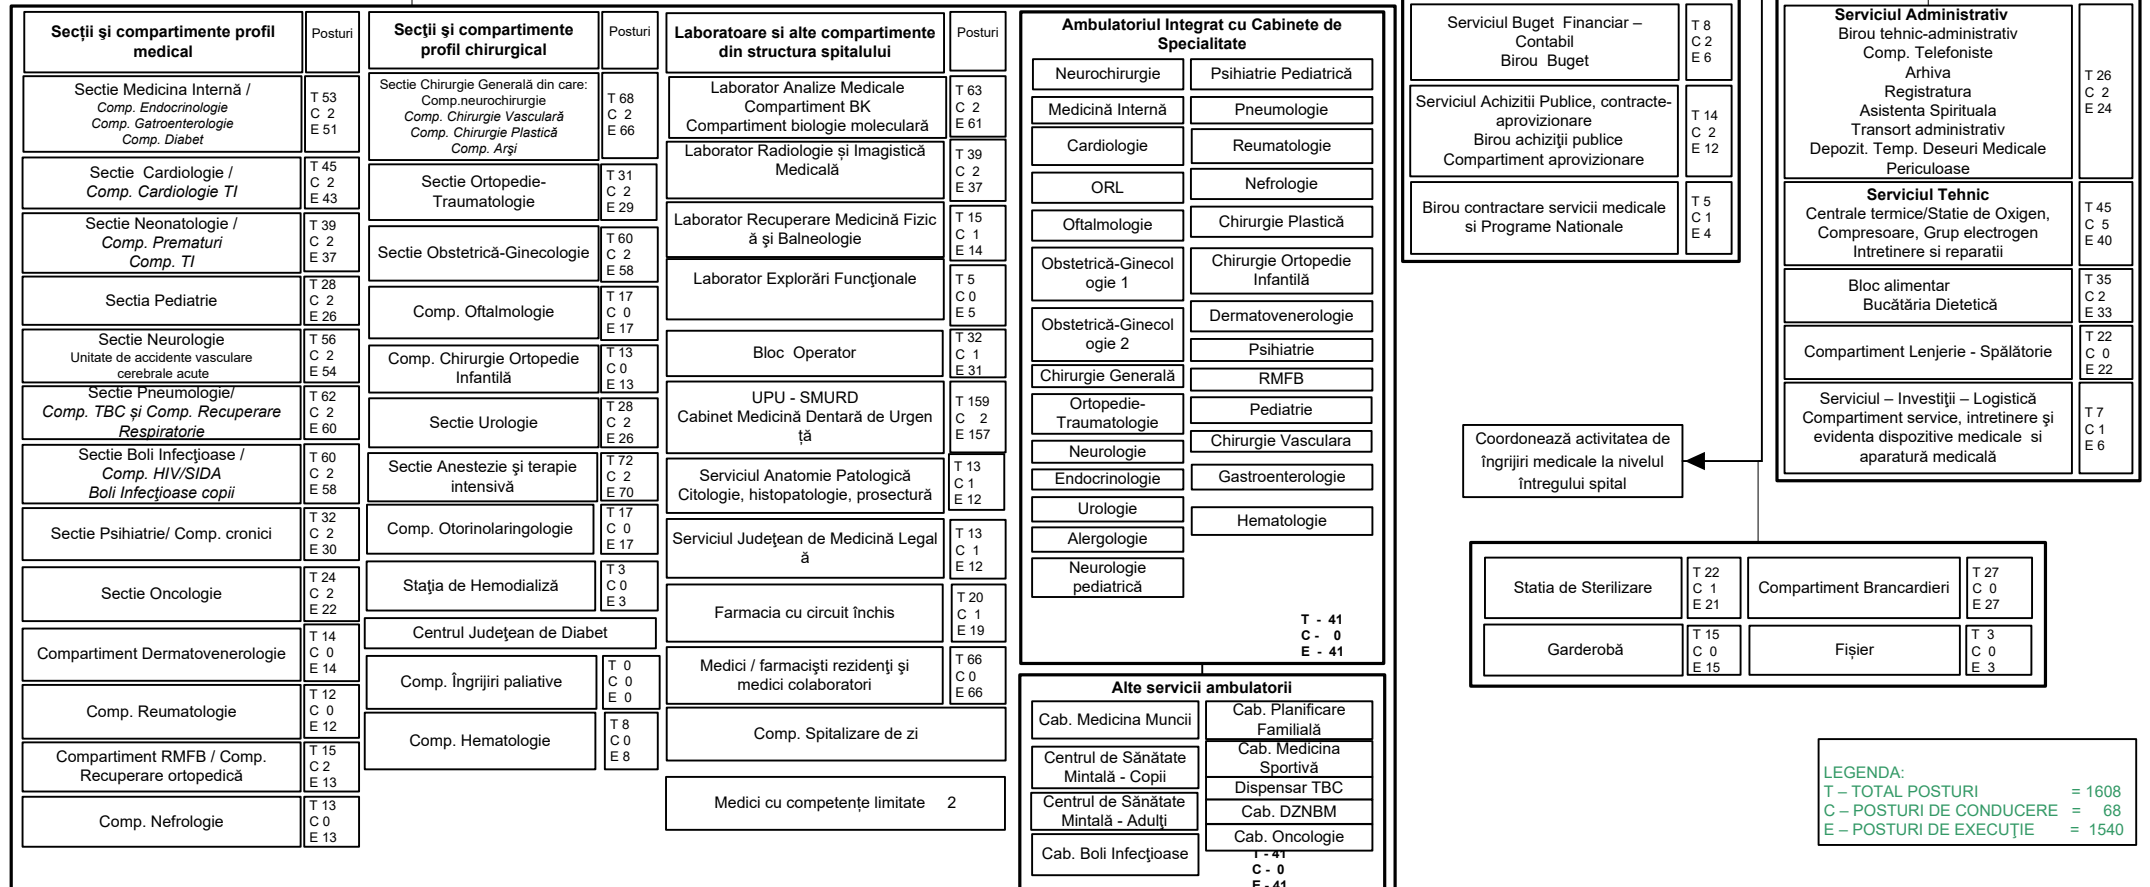 Secții şi compartimente profil
medical
Posturi
Sectie Medicina Internă /
Comp. Endocrinologie
Comp. Gatroenterologie
Comp. Diabet
T 53
C 2
E 51
Sectie Cardiologie /
Comp. Cardiologie TI
T 45
C 2
E 43
Sectie Neonatologie /
Comp. Prematuri
Comp. TI
T 39
C 2
E 37
Sectia Pediatrie
T 28
C 2
E 26
Sectie Neurologie
Unitate de accidente vasculare
cerebrale acute
T 56
C 2
E 54
Sectie Pneumologie/
Comp. TBC și Comp. Recuperare
Respiratorie
T 62
C 2
E 60
Sectie Boli Infecţioase /
Comp. HIV/SIDA
Boli Infecţioase copii
T 60
C 2
E 58
Sectie Psihiatrie/ Comp. cronici
T 32
C 2
E 30
Sectie Oncologie
T 24
C 2
E 22
Compartiment Dermatovenerologie
T 14
C 0
E 14
Comp. Reumatologie
T 12
C 0
E 12
Compartiment RMFB / Comp.
Recuperare ortopedică
T 15
C 2
E 13
Comp. Nefrologie
T 13
C 0
E 13
Secţii şi compartimente
profil chirurgical
Posturi
Sectie Chirurgie Generală din care:
Comp.neurochirurgie
Comp. Chirurgie Vasculară
Comp. Chirurgie Plastică
Comp. Arşi
T 68
C 2
E 66
Sectie Ortopedie-
Traumatologie
T 31
C 2
E 29
Sectie Obstetrică-Ginecologie
T 60
C 2
E 58
Comp. Oftalmologie
T 17
C 0
E 17
Comp. Chirurgie Ortopedie
Infantilă
T 13
C 0
E 13
Sectie Urologie
T 28
C 2
E 26
Sectie Anestezie şi terapie
intensivă
T 72
C 2
E 70
Comp. Otorinolaringologie
T 17
C 0
E 17
Staţia de Hemodializă
T 3
C 0
E 3
Centrul Judeţean de Diabet
Comp. Îngrijiri paliative
T 0
C 0
E 0
Comp. Hematologie
T 8
C 0
E 8
Laboratoare si alte compartimente
din structura spitalului
Posturi
Laborator Analize Medicale
Compartiment BK
Compartiment biologie moleculară
T 63
C 2
E 61
Laborator Radiologie și Imagistică
Medicală
T 39
C 2
E 37
Laborator Recuperare Medicină Fizic
ă şi Balneologie
T 15
C 1
E 14
Laborator Explorări Funcţionale
T 5
C 0
E 5
Bloc Operator
T 32
C 1
E 31
UPU - SMURD
Cabinet Medicină Dentară de Urgen
ță
T 159
C 2
E 157
Serviciul Anatomie Patologică
Citologie, histopatologie, prosectură
T 13
C 1
E 12
Serviciul Judeţean de Medicină Legal
ă
T 13
C 1
E 12
Farmacia cu circuit închis
T 20
C 1
E 19
Medici / farmacişti rezidenţi şi
medici colaboratori
T 66
C 0
E 66
Comp. Spitalizare de zi
Medici cu competențe limitate 2
Ambulatoriul Integrat cu Cabinete de
Specialitate
Neurochirurgie
Medicină Internă
Cardiologie
ORL
Oftalmologie
Obstetrică-Ginecol
ogie 1
Obstetrică-Ginecol
ogie 2
Chirurgie Generală
Ortopedie-
Traumatologie
Neurologie
Endocrinologie
Urologie
Alergologie
Neurologie
pediatrică
Psihiatrie Pediatrică
Pneumologie
Reumatologie
Nefrologie
Chirurgie Plastică
Chirurgie Ortopedie
Infantilă
Dermatovenerologie
Psihiatrie
RMFB
Pediatrie
Chirurgie Vasculara
Gastroenterologie
Hematologie
T - 41
C - 0
E - 41
Alte servicii ambulatorii
Cab. Medicina Muncii
Centrul de Sănătate
Mintală - Copii
Centrul de Sănătate
Mintală - Adulţi
Cab. Boli Infecţioase
Cab. Planificare
Familială
Cab. Medicina
Sportivă
Dispensar TBC
Cab. DZNBM
Cab. Oncologie
T - 41
C - 0
E - 41
Serviciul Buget Financiar –
Contabil
Birou Buget
T 8
C 2
E 6
Serviciul Achizitii Publice, contracte-
aprovizionare
Birou achiziţii publice
Compartiment aprovizionare
T 14
C 2
E 12
Birou contractare servicii medicale
si Programe Nationale
T 5
C 1
E 4
Serviciul Administrativ
Birou tehnic-administrativ
Comp. Telefoniste
Arhiva
Registratura
Asistenta Spirituala
Transort administrativ
Depozit. Temp. Deseuri Medicale
Periculoase
T 26
C 2
E 24
Serviciul Tehnic
Centrale termice/Statie de Oxigen,
Compresoare, Grup electrogen
Intretinere si reparatii
T 45
C 5
E 40
Bloc alimentar
Bucătăria Dietetică
T 35
C 2
E 33
Compartiment Lenjerie - Spălătorie
T 22
C 0
E 22
Serviciul – Investiţii – Logistică
Compartiment service, intretinere şi
evidenta dispozitive medicale si
aparatură medicală
T 7
C 1
E 6
Coordonează activitatea de
îngrijiri medicale la nivelul
întregului spital
Statia de Sterilizare
T 22
C 1
E 21
Compartiment Brancardieri
T 27
C 0
E 27
Garderobă
T 15
C 0
E 15
Fișier
T 3
C 0
E 3
LEGENDA:
T – TOTAL POSTURI = 1608
C – POSTURI DE CONDUCERE = 68
E – POSTURI DE EXECUŢIE = 1540